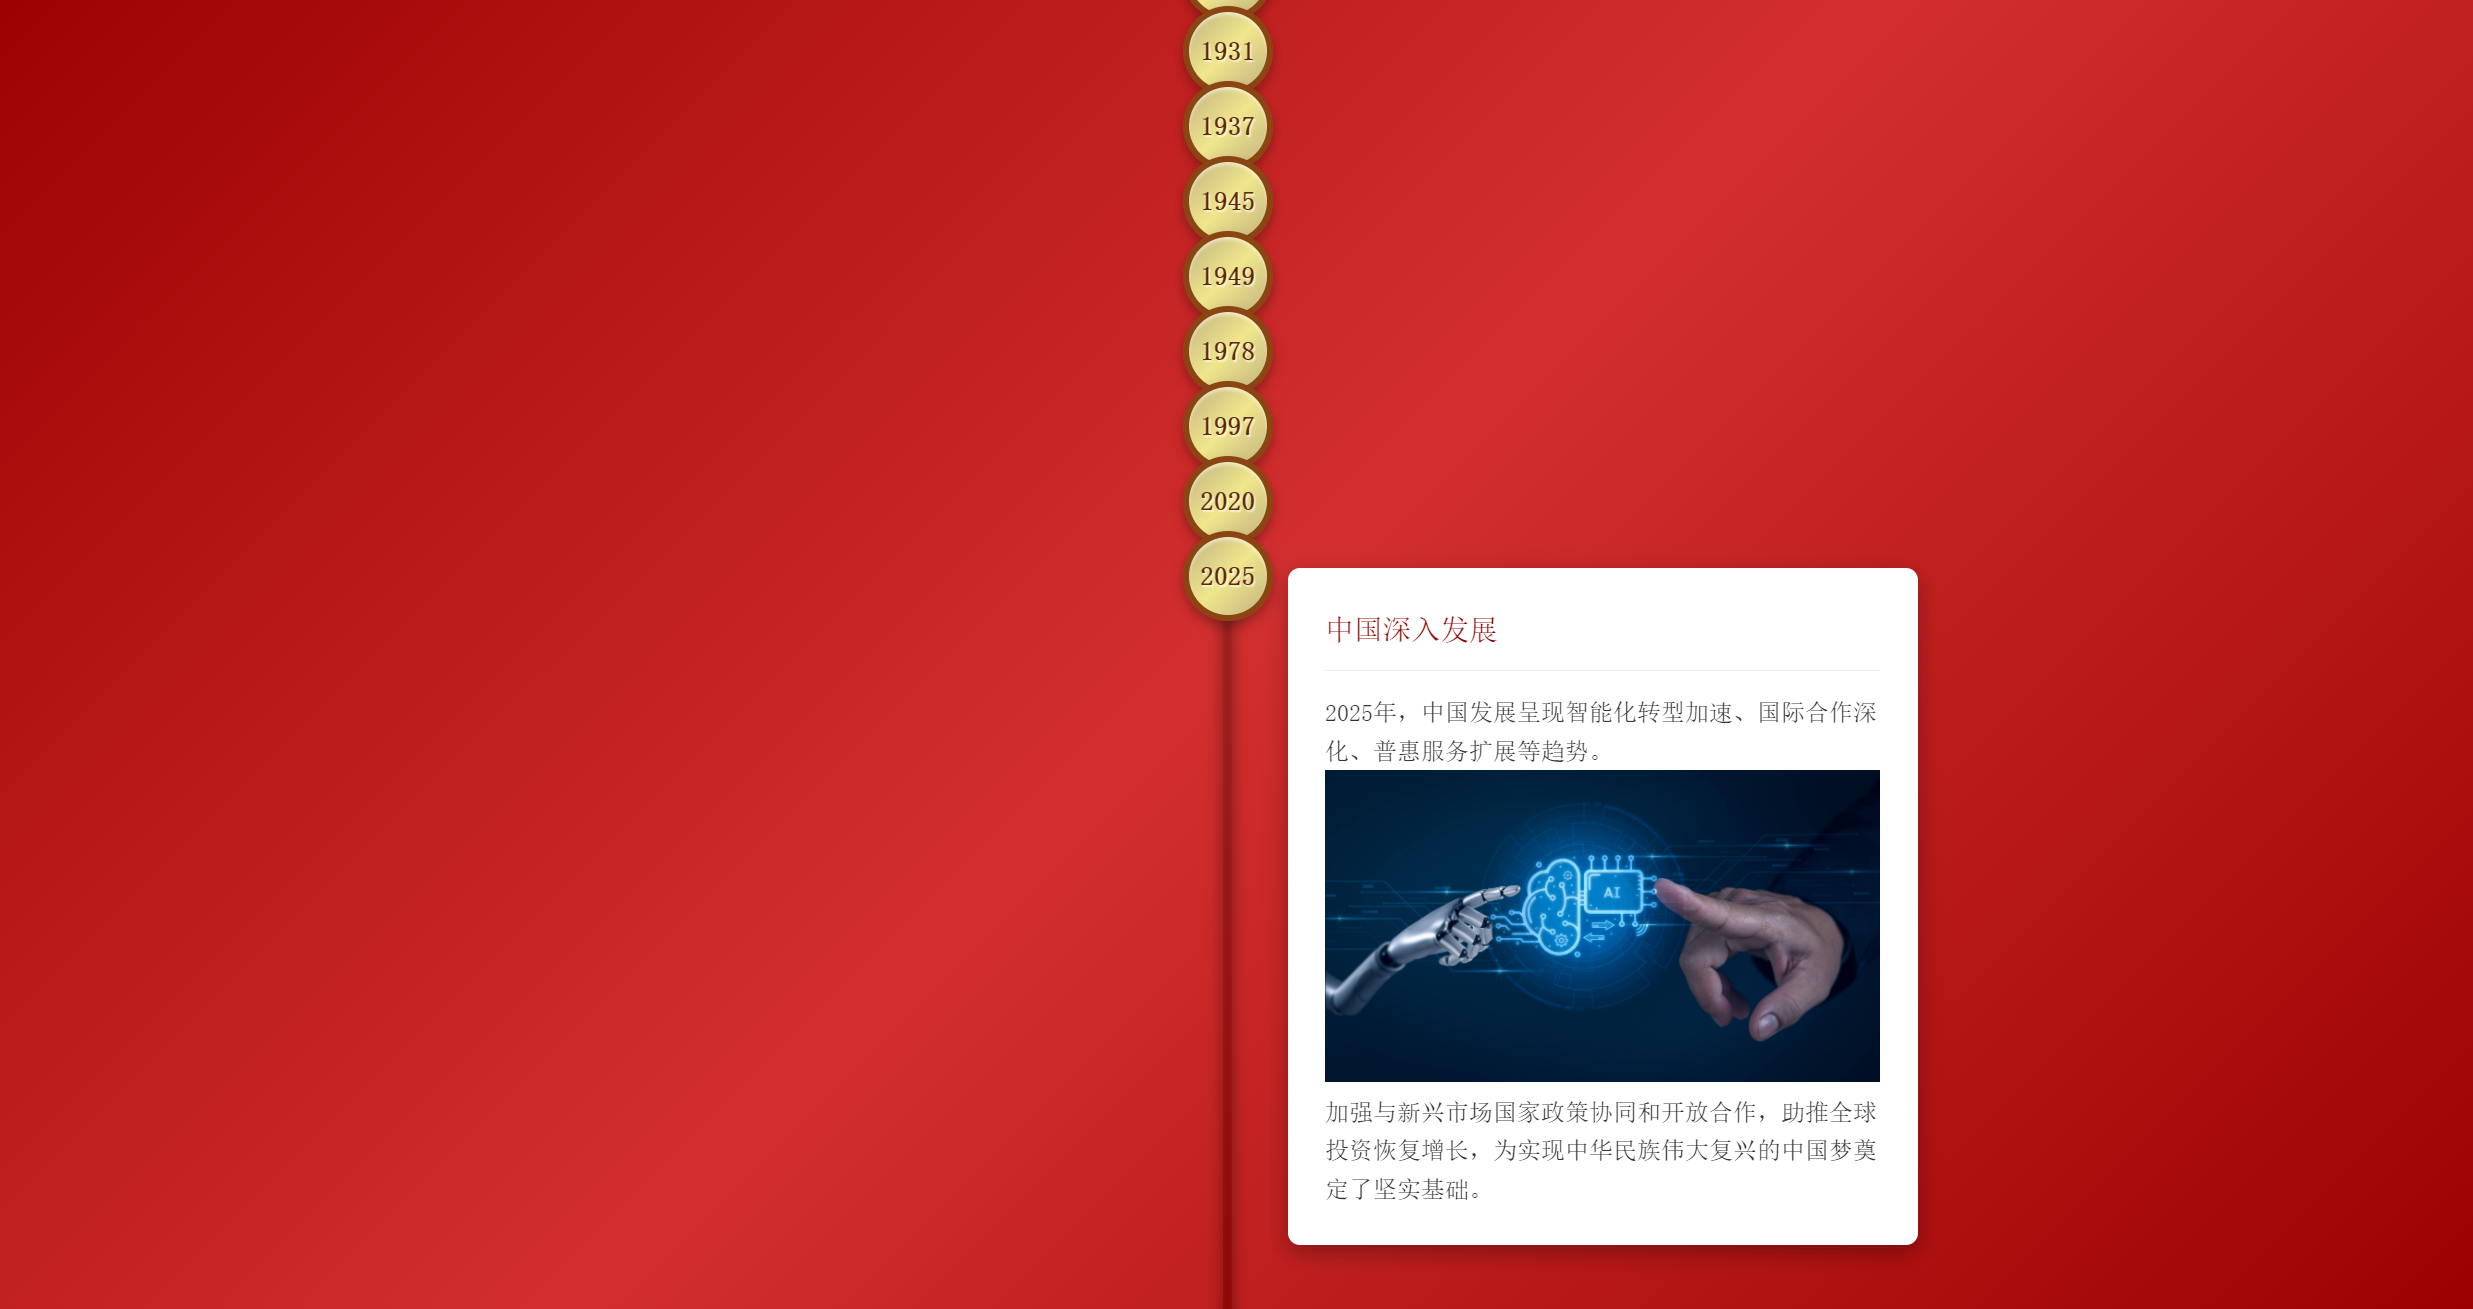 1931
1937
1945
1949
1978
1997
2020
2025
中国深入发展
2025年，中国发展呈现智能化转型加速、国际合作深
化、普惠服务扩展等趋势。
AI
加强与新兴市场国家政策协同和开放合作，助推全球
投资恢复增长，为实现中华民族伟大复兴的中国梦奠
定了坚实基础。